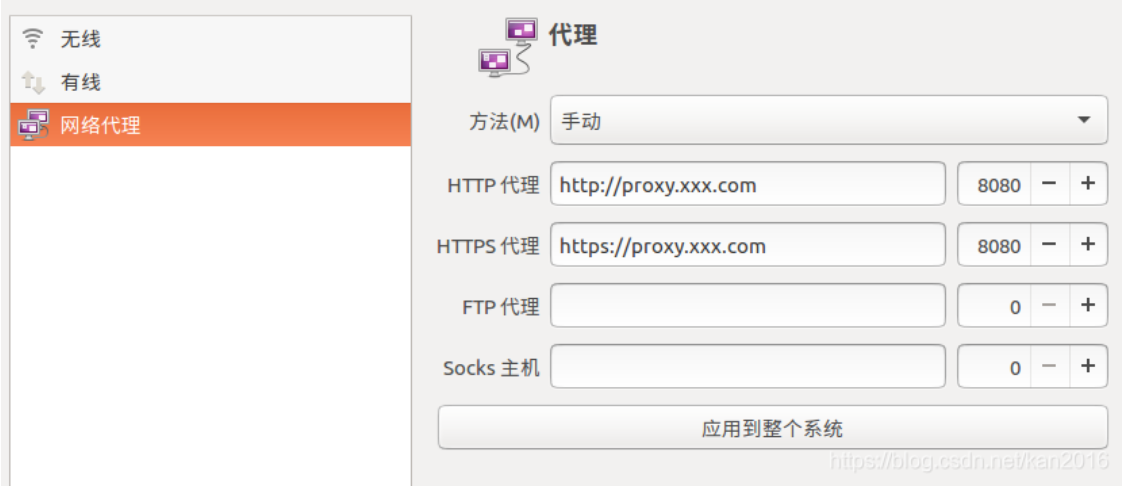 无线
有线
网络代理
代理
方法(M) 手动
HTTP 代理 http://proxy.xxx.com 8080 − +
HTTPS 代理 https://proxy.xxx.com 8080 − +
FTP 代理 0 − +
Socks 主机 0 − +
应用到整个系统
https://blog.csdn.net/kan2016